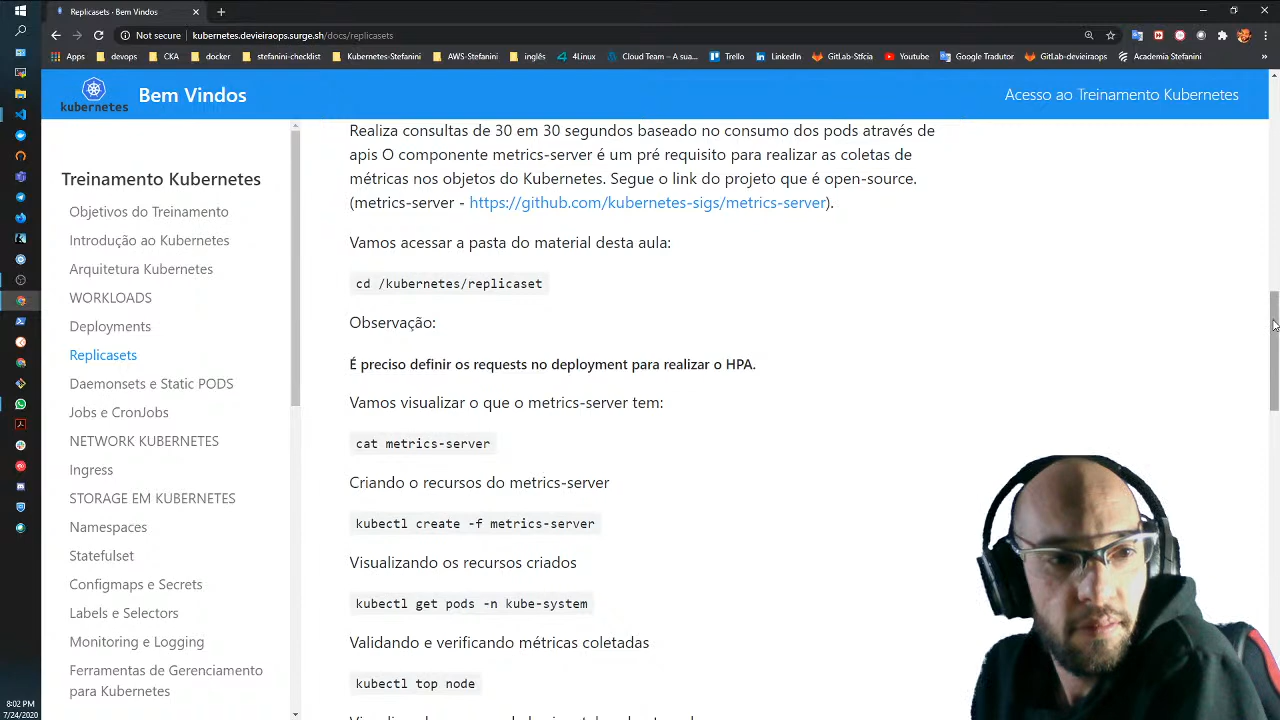 Replicasets · Bem Vindos
Not secure
kubernetes.devieiraops.surge.sh/docs/replicasets
Apps
devops
CKA
docker
stefanini-checklist
Kubernetes-Stefanini
AWS-Stefanini
inglês
4Linux
Cloud Team – A sua...
Trello
LinkedIn
GitLab-Stfcia
Youtube
Google Tradutor
GitLab-devieiraops
Academia Stefanini
kubernetes
Bem Vindos
Acesso ao Treinamento Kubernetes
Treinamento Kubernetes
Objetivos do Treinamento
Introdução ao Kubernetes
Arquitetura Kubernetes
WORKLOADS
Deployments
Replicasets
Daemonsets e Static PODS
Jobs e CronJobs
NETWORK KUBERNETES
Ingress
STORAGE EM KUBERNETES
Namespaces
Statefulset
Configmaps e Secrets
Labels e Selectors
Monitoring e Logging
Ferramentas de Gerenciamento
para Kubernetes
Realiza consultas de 30 em 30 segundos baseado no consumo dos pods através de
apis O componente metrics-server é um pré requisito para realizar as coletas de
métricas nos objetos do Kubernetes. Segue o link do projeto que é open-source.
(metrics-server - https://github.com/kubernetes-sigs/metrics-server).
Vamos acessar a pasta do material desta aula:
cd /kubernetes/replicaset
Observação:
É preciso definir os requests no deployment para realizar o HPA.
Vamos visualizar o que o metrics-server tem:
cat metrics-server
Criando o recursos do metrics-server
kubectl create -f metrics-server
Visualizando os recursos criados
kubectl get pods -n kube-system
Validando e verificando métricas coletadas
kubectl top node
8:02 PM
7/24/2020